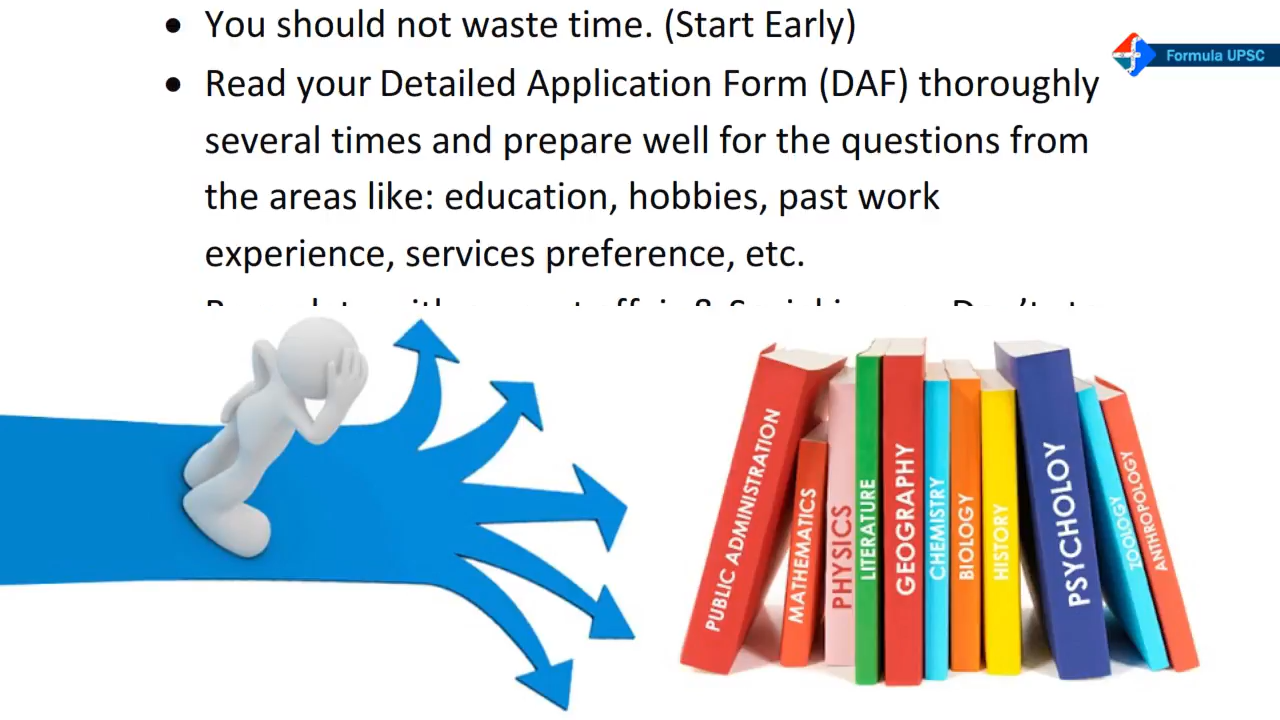 • You should not waste time. (Start Early)
Formula UPSC
• Read your Detailed Application Form (DAF) thoroughly
several times and prepare well for the questions from
the areas like: education, hobbies, past work
experience, services preference, etc.
PUBLIC ADMINISTRATION
MATHEMATICS
PHYSICS
LITERATURE
GEOGRAPHY
CHEMISTRY
BIOLOGY
HISTORY
PSYCHOLOY
ZOOLOGY
ANTHROPOLOGY